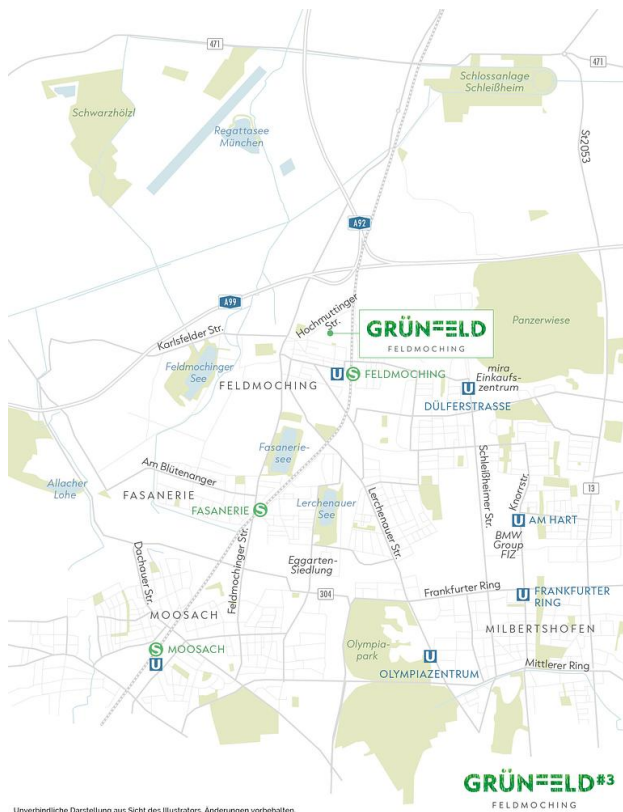 471
471
Schlossanlage
Schleißheim
Schwarzhölzl
Regattasee
München
St2053
A92
A99
Hochmuttinger
Str.
Karlsfelder Str.
GRÜNFELD
FELDMOCHING
Panzerwiese
Feldmochinger
See
FELDMOCHING
U S FELDMOCHING
mira
Einkaufs-
zentrum
U
DÜLFERSTRASSE
Fasanerie-
see
Am Blütenanger
Allacher
Lohe
FASANERIE
FASANERIE S
Lerchenauer
See
Lerchenauer Str.
Schleißheimer Str.
Knorrstr.
13
U AM HART
BMW
Group
FIZ
Dachauer Str.
Feldmochinger Str.
Eggarten-
Siedlung
304
Frankfurter Ring
U FRANKFURTER
RING
MOOSACH
MILBERTSHOFEN
S MOOSACH
U
Olympia-
park
U
OLYMPIAZENTRUM
Mittlerer Ring
GRÜNFELD#3
FELDMOCHING
Unverbindliche Darstellung aus Sicht des Illustrators. Änderungen vorbehalten.